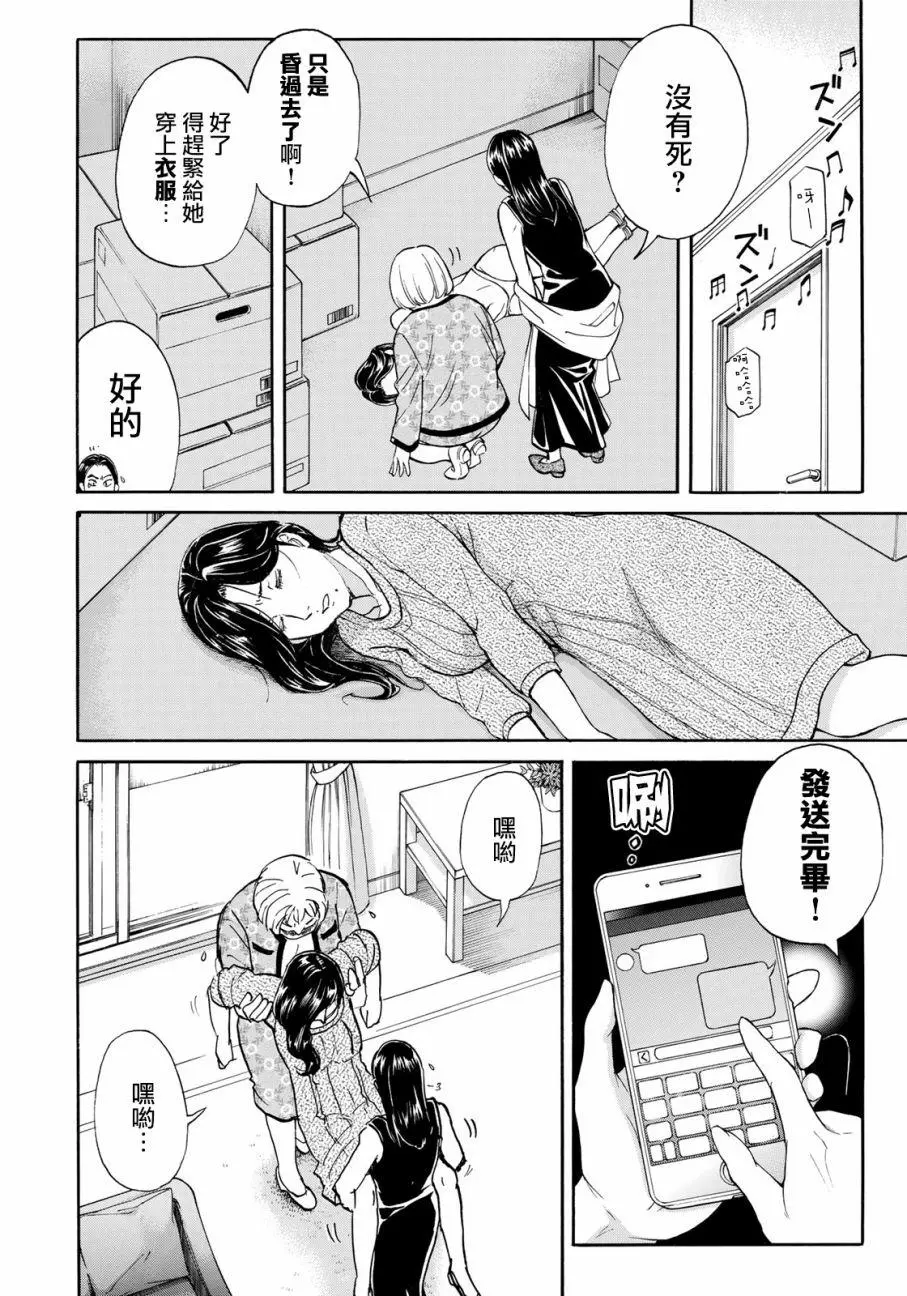 ズン
呀ー
ズン
啊哈哈哈哈
沒有死？
只是
昏過去了啊！
好了
得趕緊給她
穿上衣服…
好的
發送完畢！
唰
嘿喲
嘿喲…